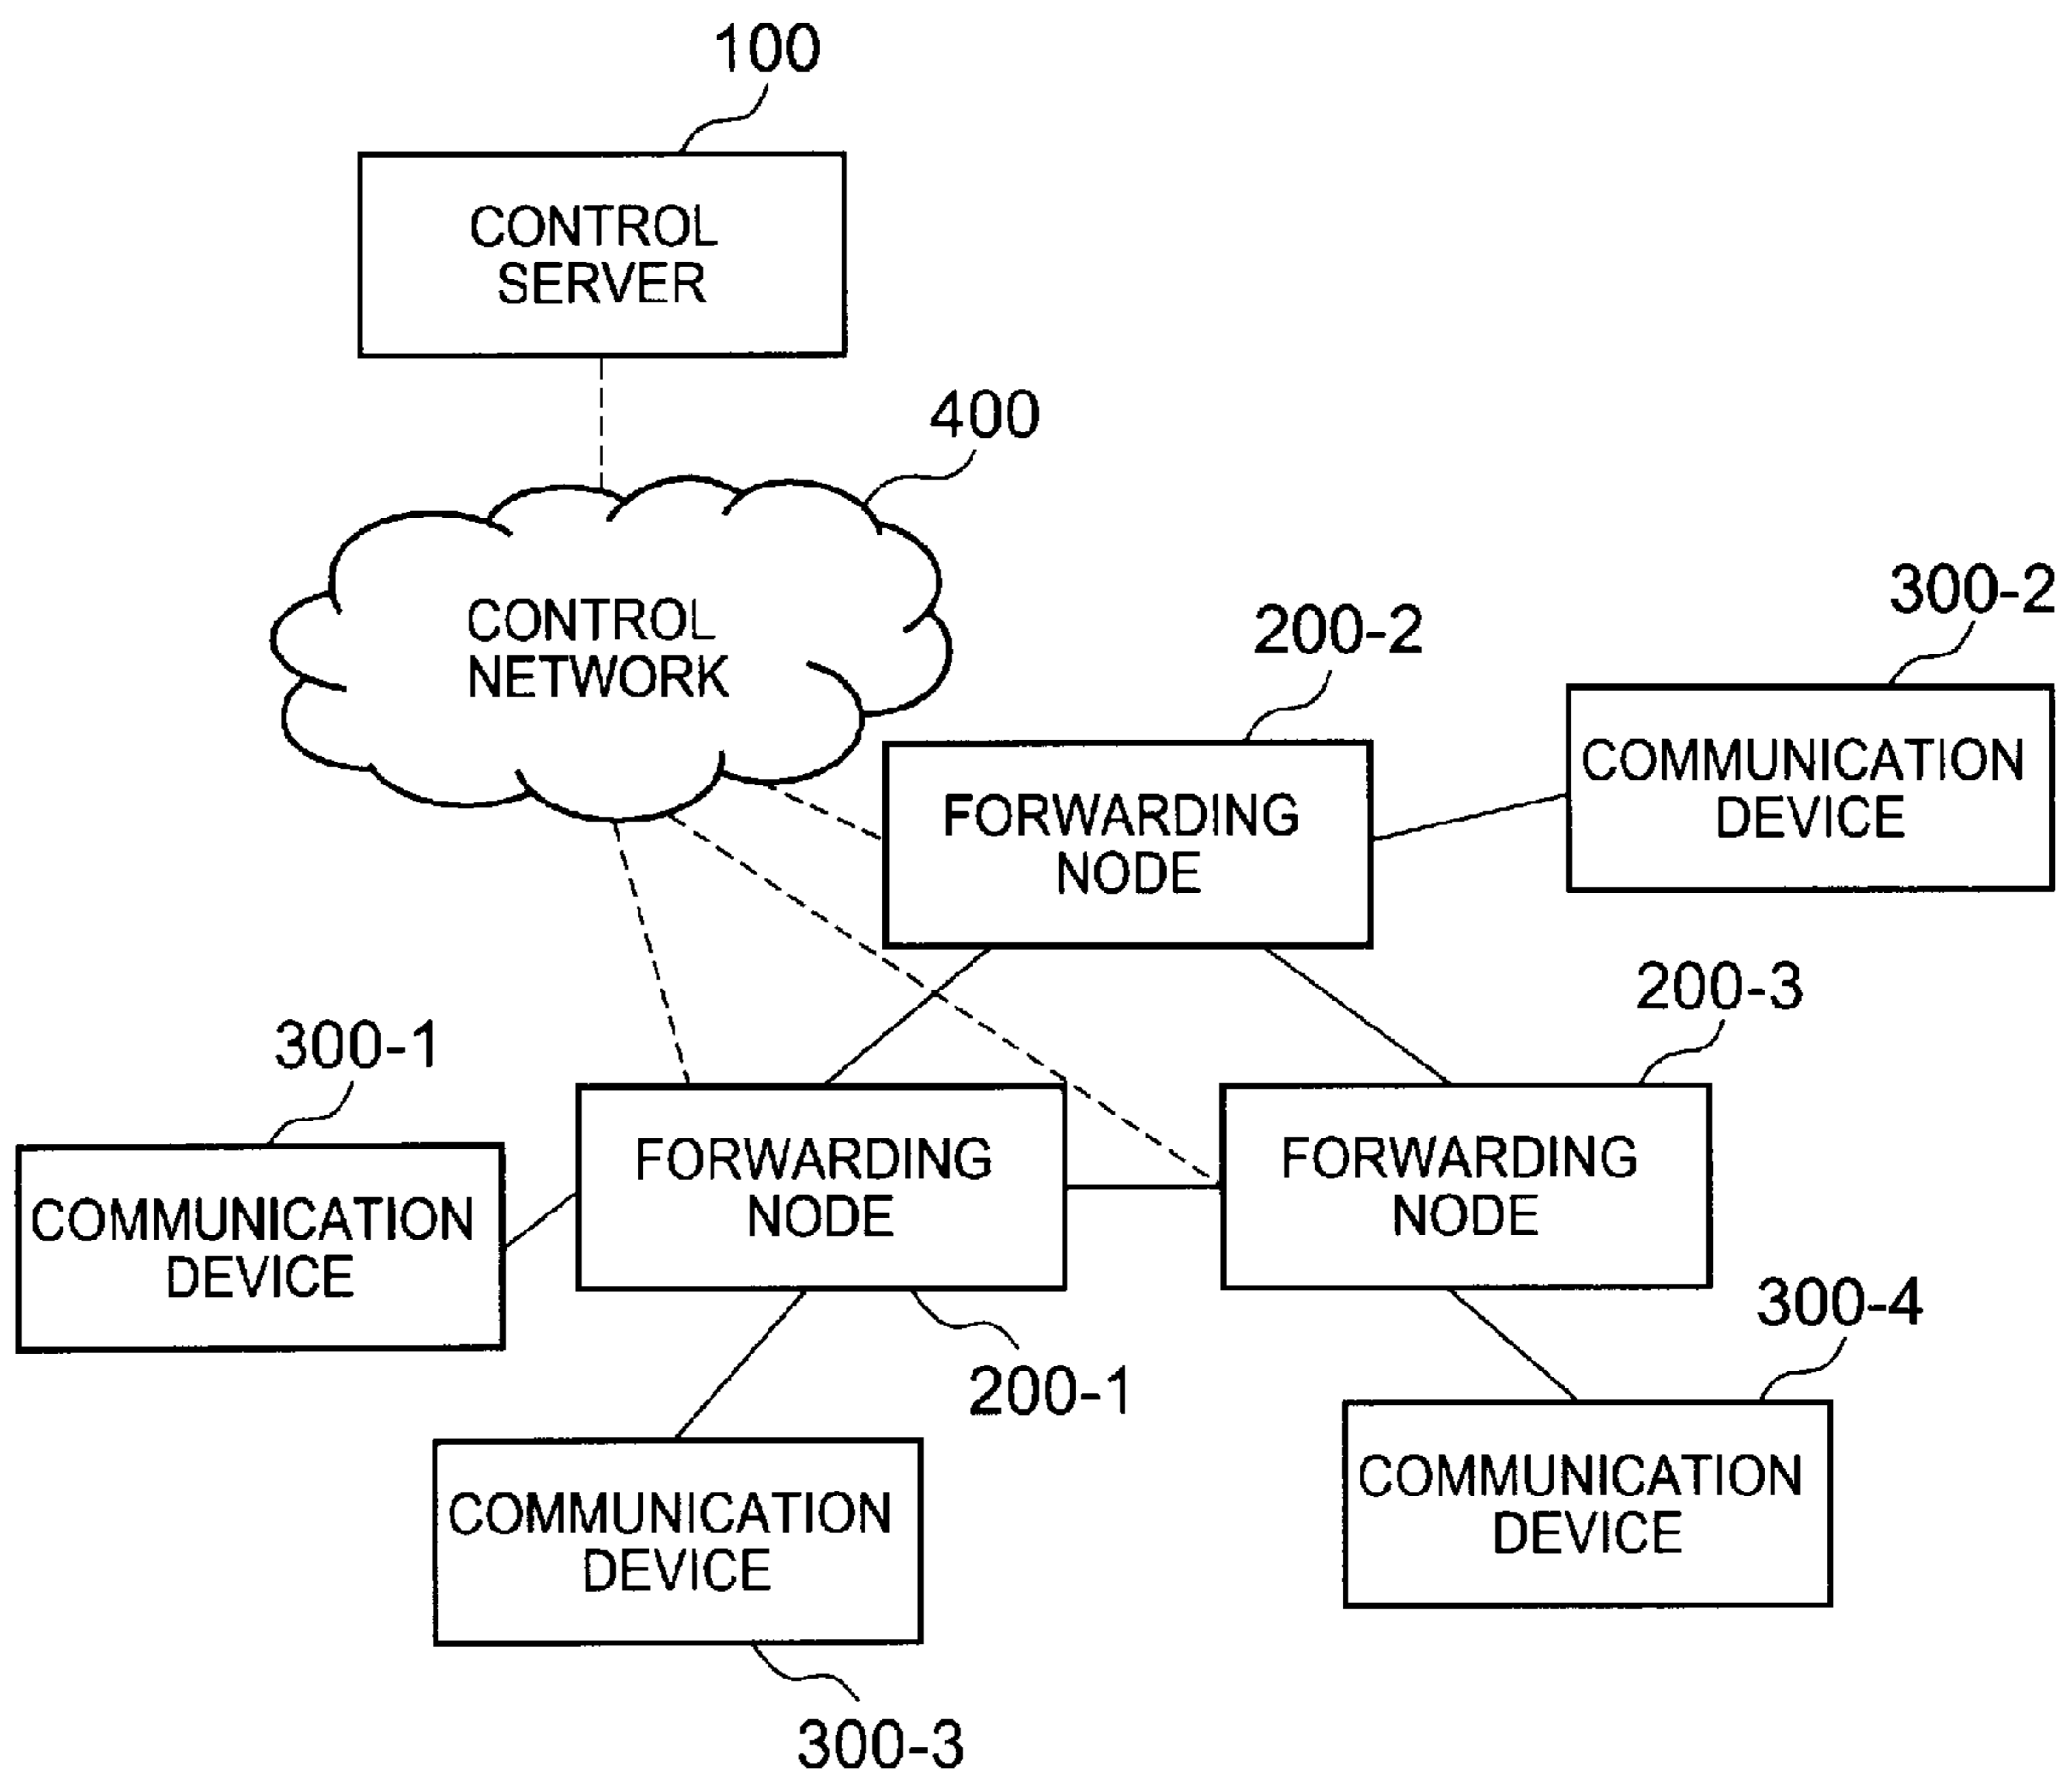 100
CONTROL
SERVER
400
CONTROL
NETWORK
300-2
200-2
COMMUNICATION
DEVICE
FORWARDING
NODE
200-3
300-1
FORWARDING
NODE
FORWARDING
NODE
COMMUNICATION
DEVICE
300-4
200-1
COMMUNICATION
DEVICE
COMMUNICATION
DEVICE
300-3